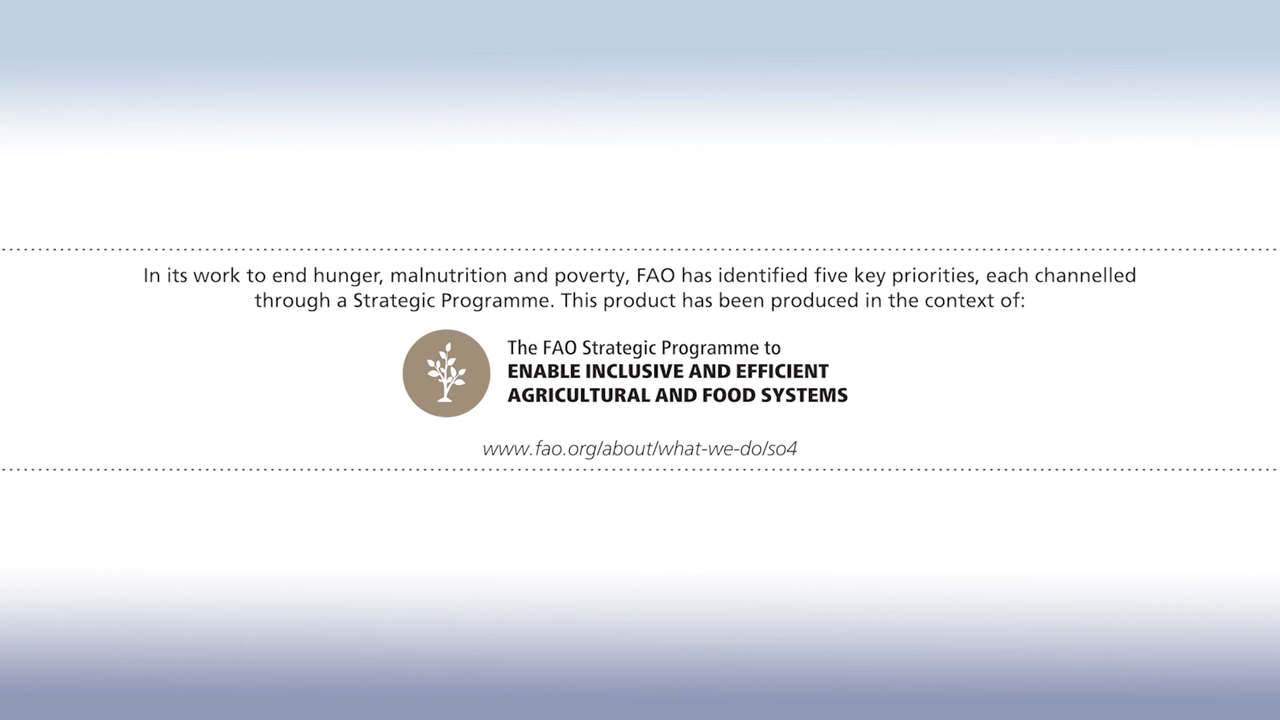 In its work to end hunger, malnutrition and poverty, FAO has identified five key priorities, each channelled
through a Strategic Programme. This product has been produced in the context of:
The FAO Strategic Programme to
ENABLE INCLUSIVE AND EFFICIENT
AGRICULTURAL AND FOOD SYSTEMS
www.fao.org/about/what-we-do/so4